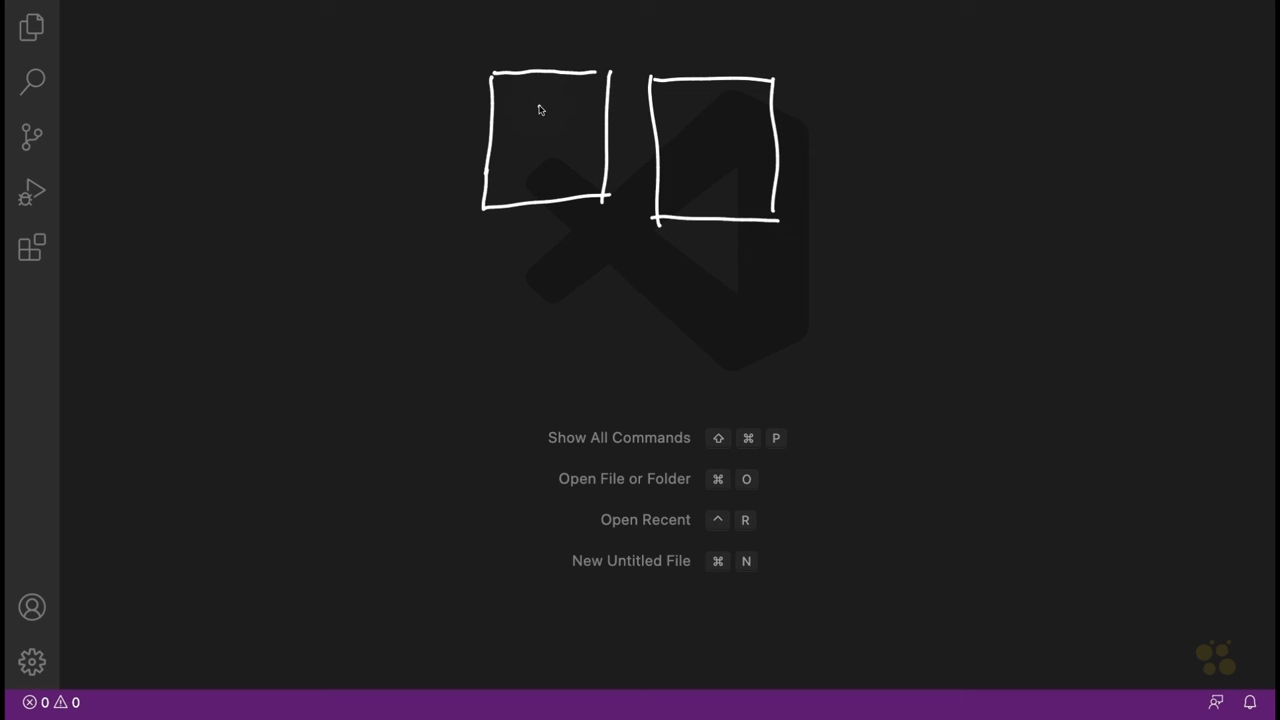 Show All Commands ⇧ ⌘ P
Open File or Folder ⌘ O
Open Recent ^ R
New Untitled File ⌘ N
0 0